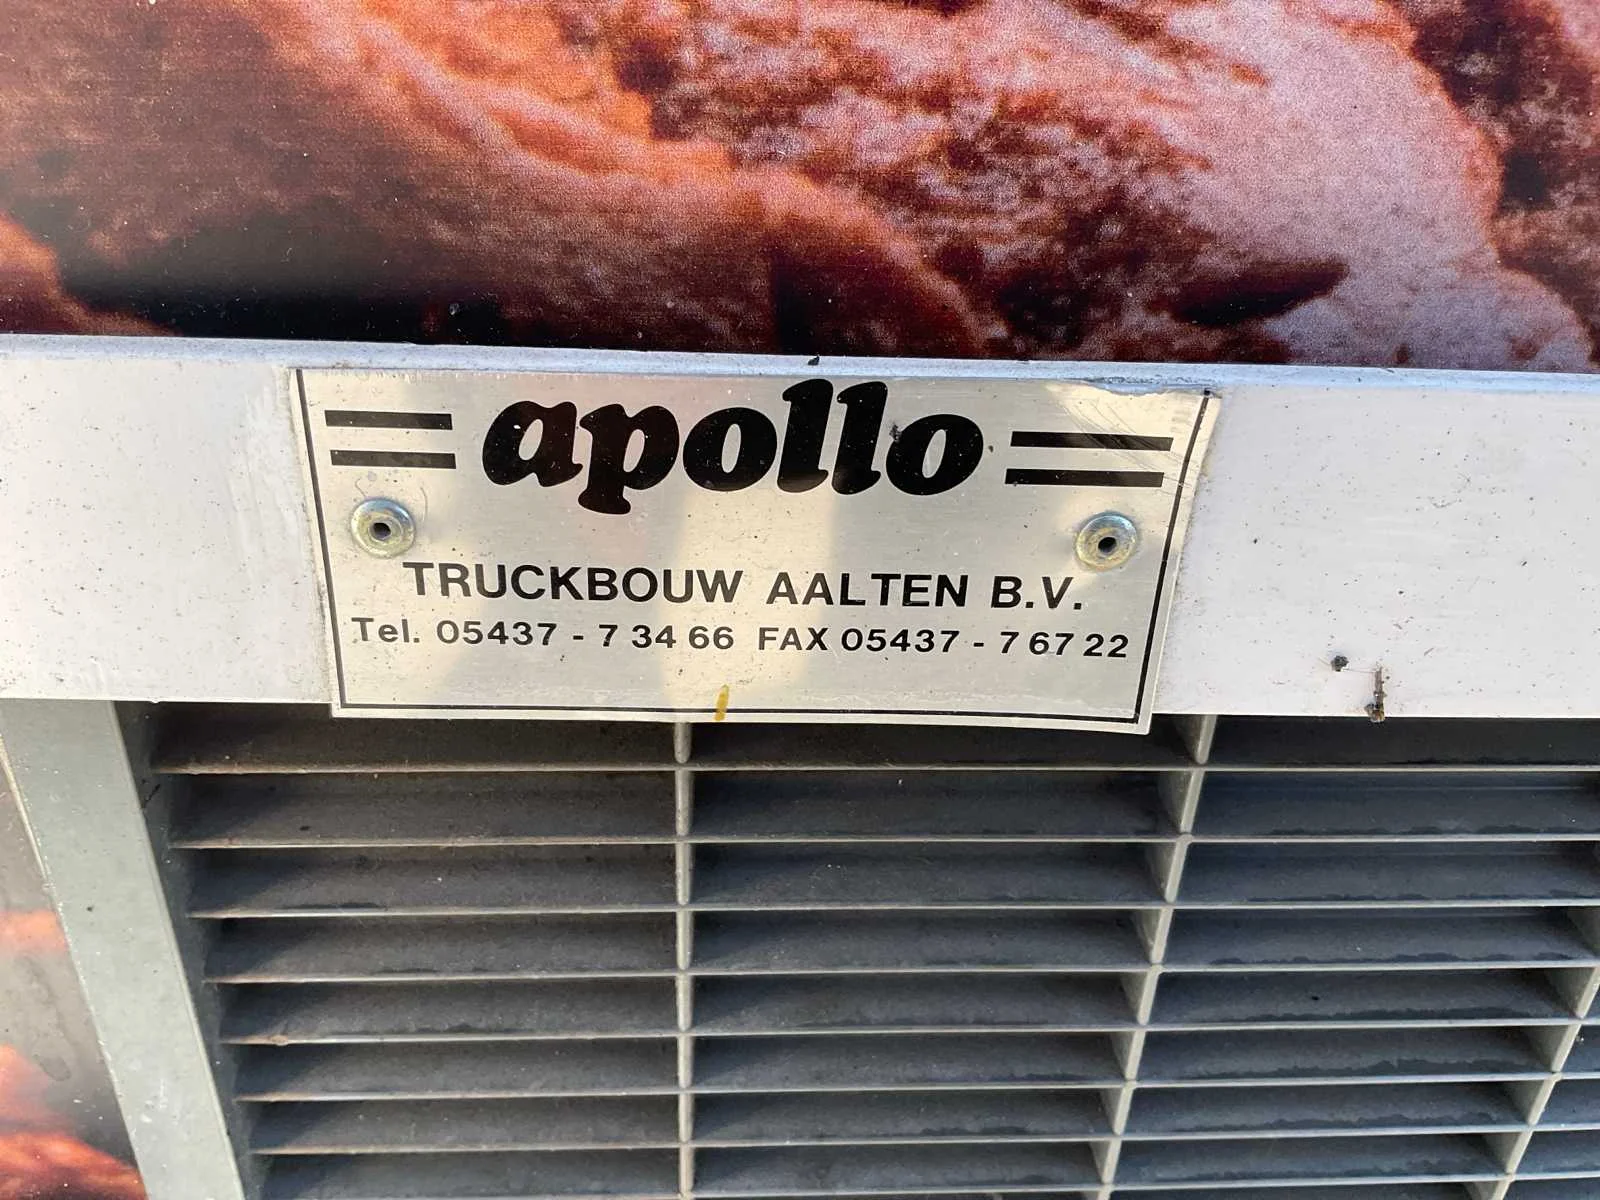 apollo
TRUCKBOUW AALTEN B.V.
Tel. 05437 - 7 34 66 FAX 05437 - 7 67 22